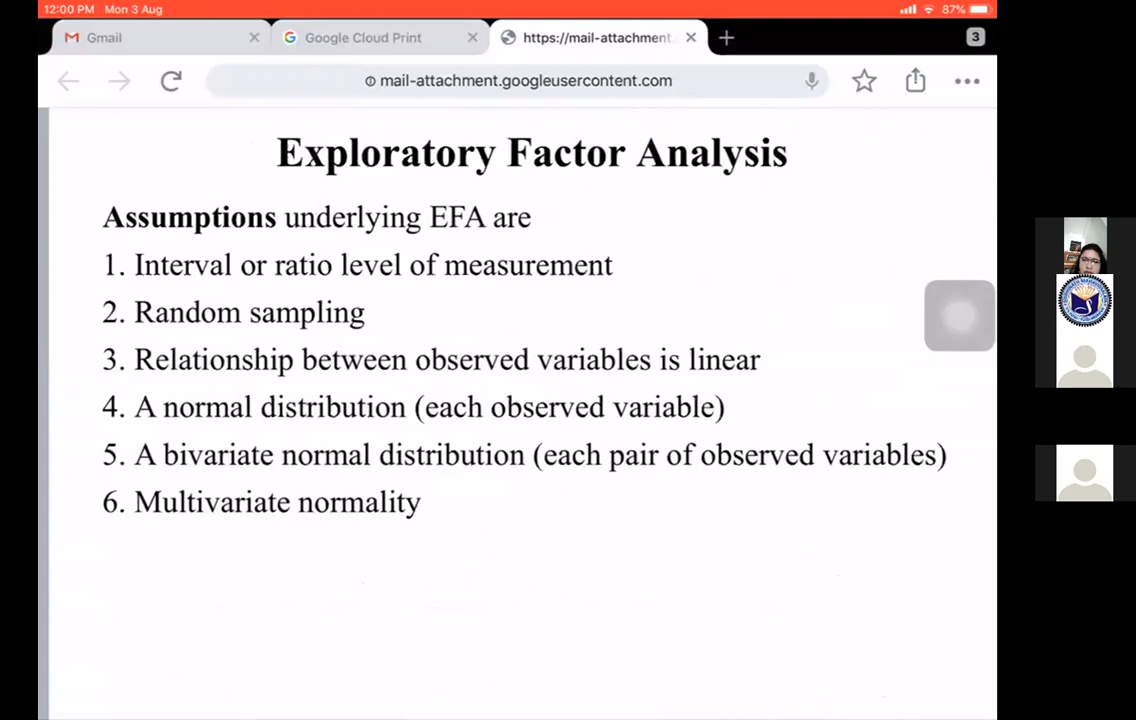 12:00 PM Mon 3 Aug
87%
Gmail
Google Cloud Print
https://mail-attachment.
3
mail-attachment.googleusercontent.com
Exploratory Factor Analysis
Assumptions underlying EFA are
1. Interval or ratio level of measurement
2. Random sampling
3. Relationship between observed variables is linear
4. A normal distribution (each observed variable)
5. A bivariate normal distribution (each pair of observed variables)
6. Multivariate normality